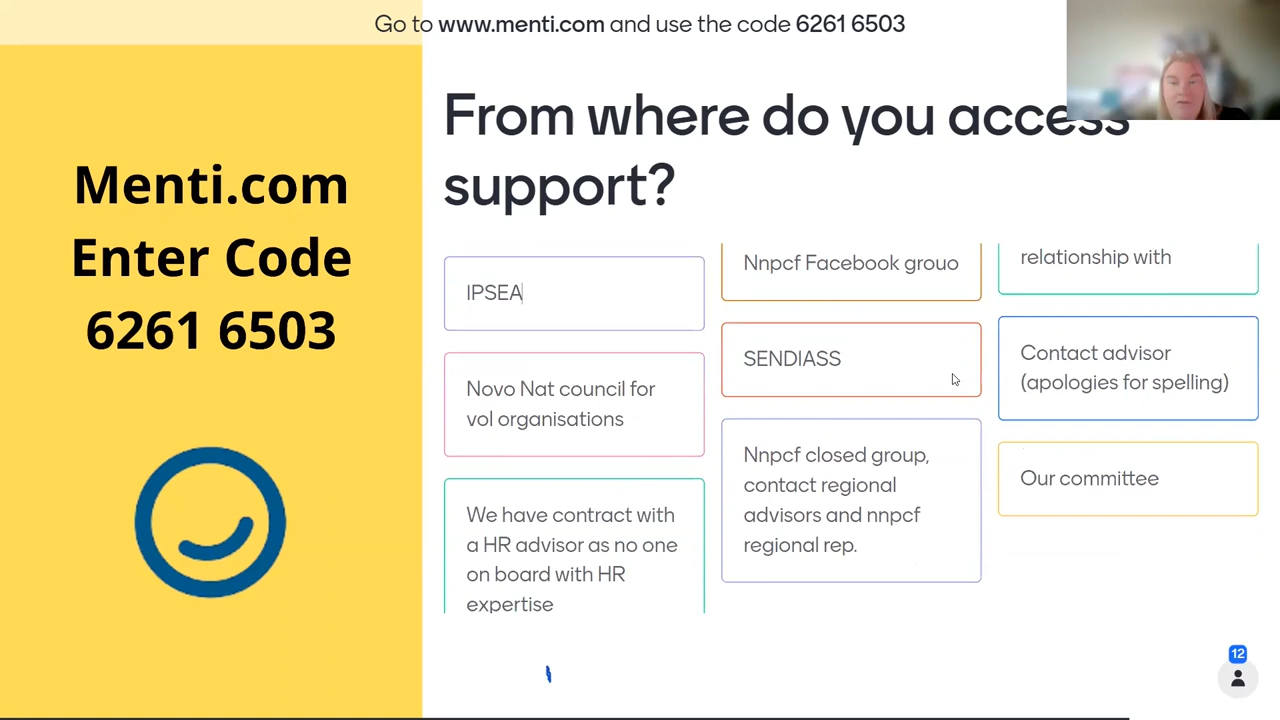 Go to www.menti.com and use the code 6261 6503
Menti.com
Enter Code
6261 6503
From where do you access
support?
IPSEA
Novo Nat council for
vol organisations
We have contract with
a HR advisor as no one
on board with HR
expertise
Nnpcf Facebook grouo
SENDIASS
Nnpcf closed group,
contact regional
advisors and nnpcf
regional rep.
relationship with
Contact advisor
(apologies for spelling)
Our committee
12